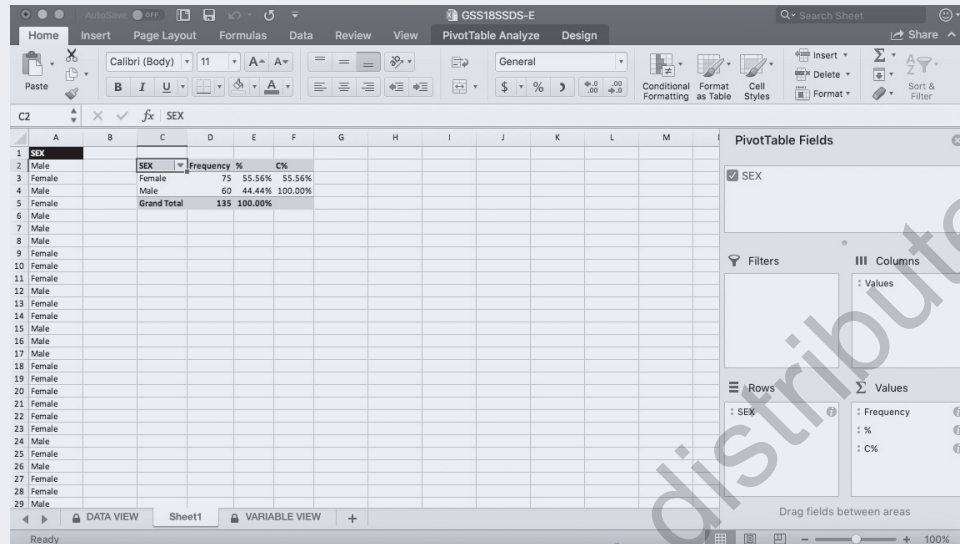 AutoSave OFF GSS18SSDS-E Search Sheet
Home Insert Page Layout Formulas Data Review View PivotTable Analyze Design Share
Paste Calibri (Body) 11 A A General Conditional Formatting Format as Table Cell Styles Insert Delete Format Sort & Filter
B I U A $ % )
C2 fx SEX
A B C D E F G H I J K L M
PivotTable Fields
1 SEX
2 Male SEX Frequency % C%
3 Female Female 75 55.56% 55.56%
4 Male Male 60 44.44% 100.00%
5 Female Grand Total 135 100.00%
6 Male
7 Male
8 Male
9 Female
10 Female
11 Female
12 Male
13 Female
14 Female
15 Male
16 Male
17 Male
18 Female
19 Female
20 Female
21 Female
22 Female
23 Female
24 Male
25 Female
26 Male
27 Female
28 Female
29 Male
SEX
Filters Columns
Values
Rows Σ Values
SEX Frequency
%
C%
Drag fields between areas
DATA VIEW Sheet1 VARIABLE VIEW +
Ready 100%
distribute